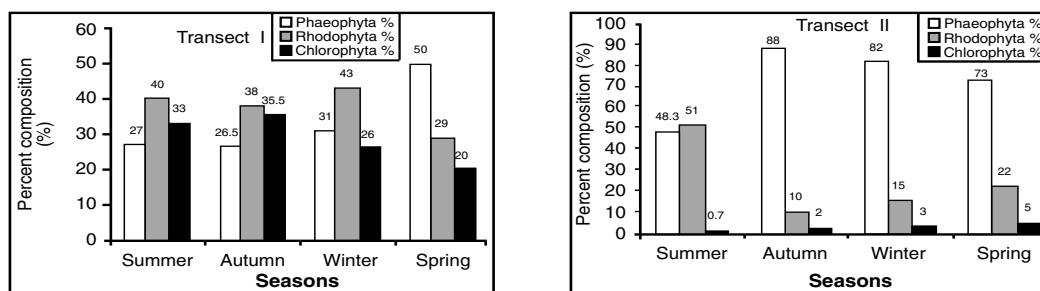 Transect I
Phaeophyta %
Rhodophyta %
Chlorophyta %
Percent composition
(%)
60
50
40
30
20
10
0
27
40
33
26.5
38
35.5
31
43
26
50
29
20
Summer
Autumn
Winter
Spring
Seasons
Transect II
Phaeophyta %
Rhodophyta %
Chlorophyta %
Percent composition (%)
100
90
80
70
60
50
40
30
20
10
0
48.3
51
0.7
88
10
2
82
15
3
73
22
5
Summer
Autumn
Winter
Spring
Seasons